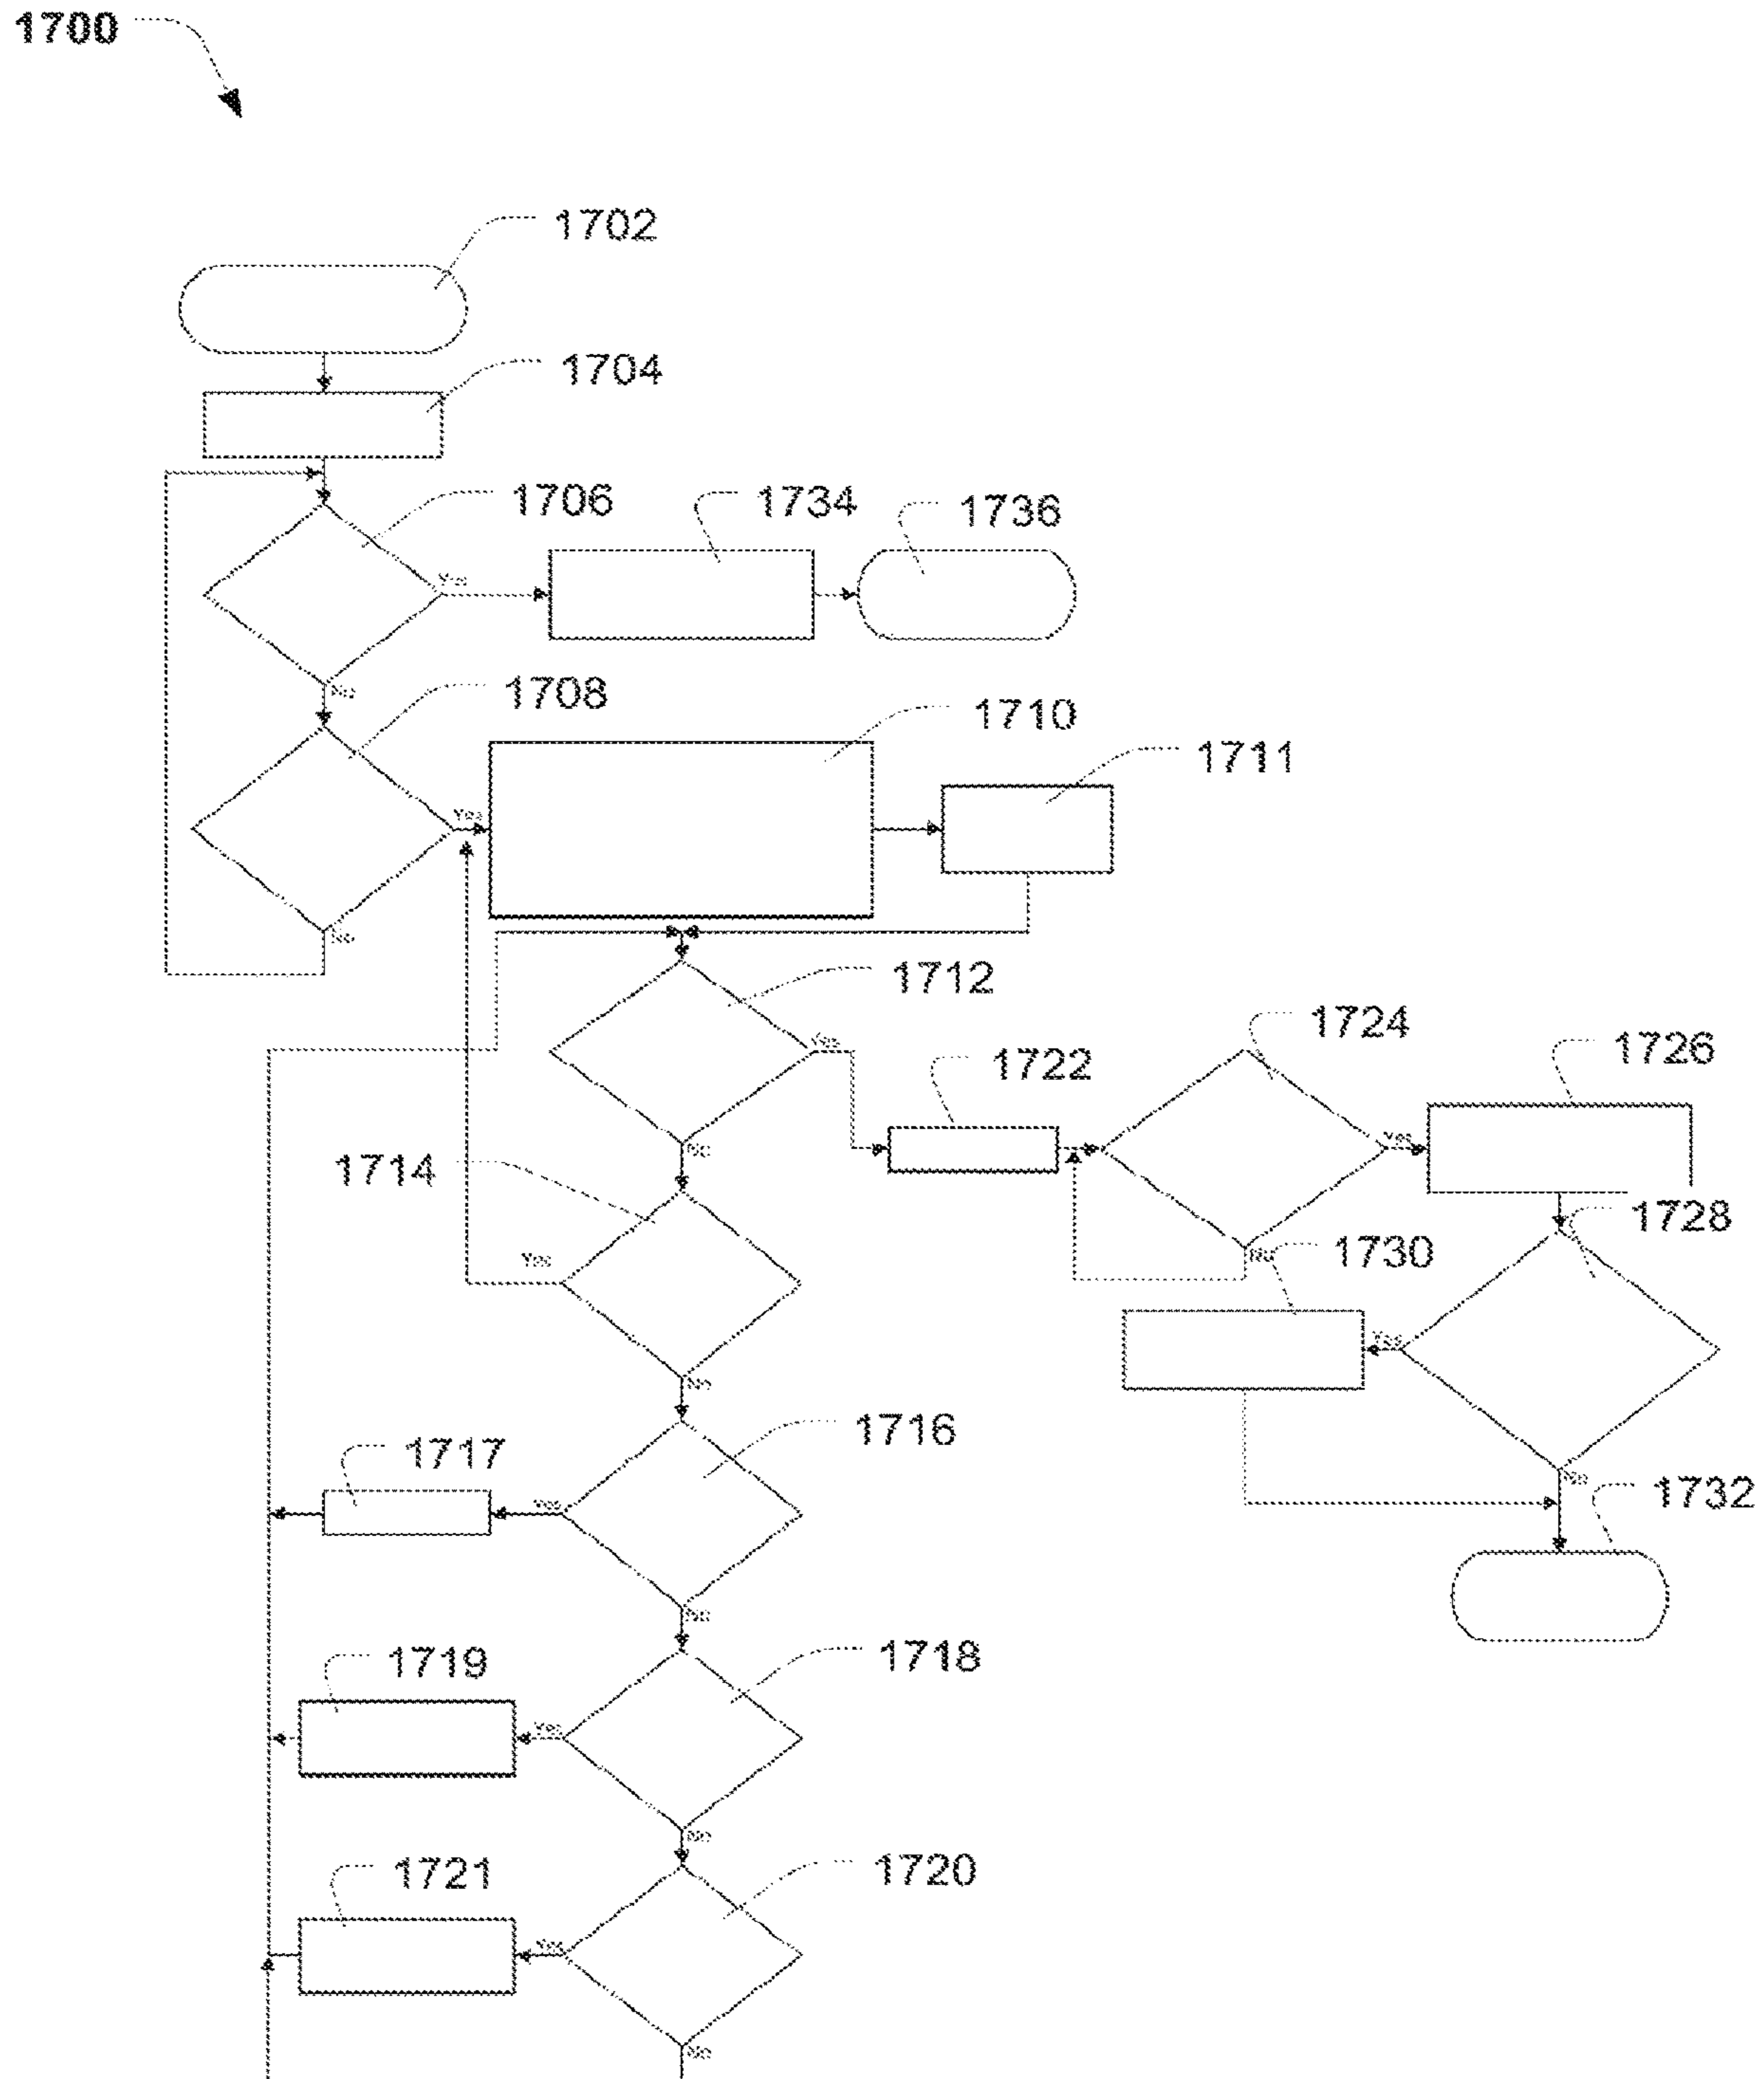 1700
1702
1704
1706
1734
1736
Yes
No
1708
1710
1711
Yes
No
1712
1724
1726
Yes
1722
Yes
No
1714
1728
1730
No
Yes
Yes
No
1716
1717
Yes
No
1732
No
1718
1719
Yes
No
1720
1721
Yes
No